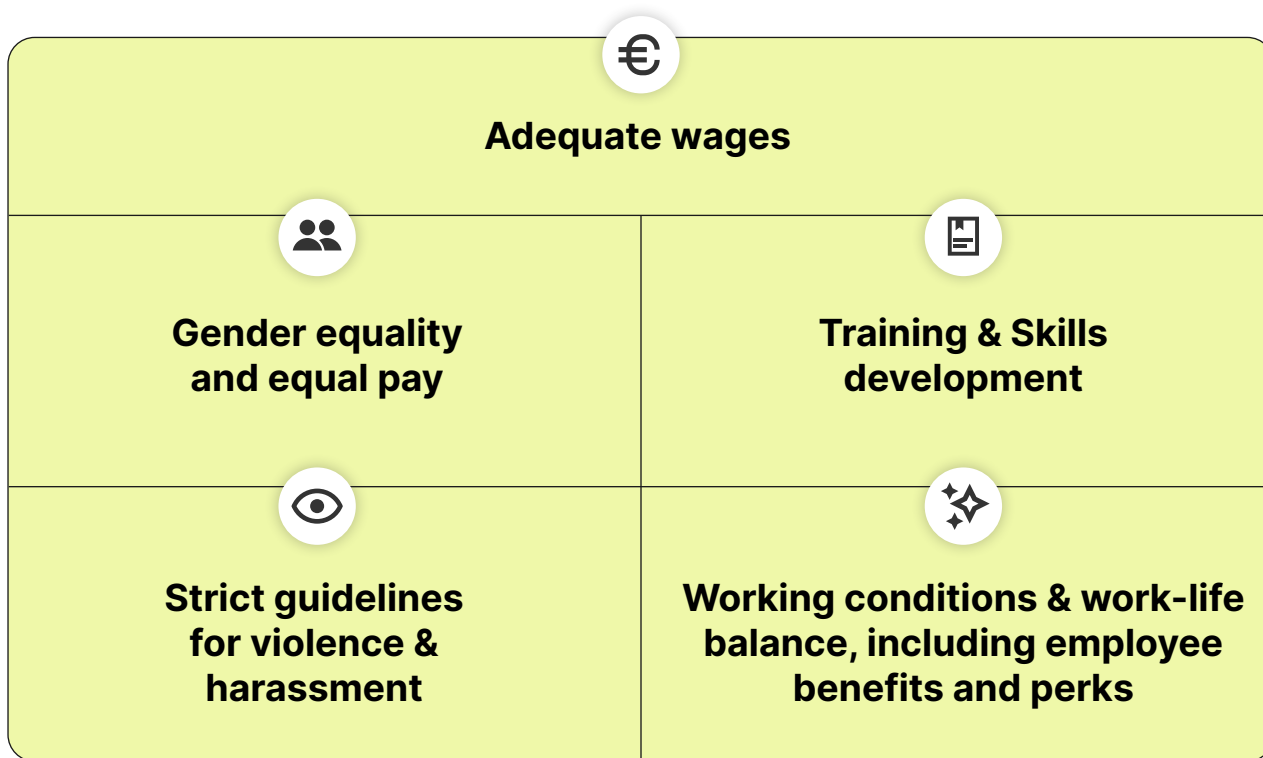 €
Adequate wages
Gender equality
and equal pay
Training & Skills
development
Strict guidelines
for violence &
harassment
Working conditions & work-life
balance, including employee
benefits and perks